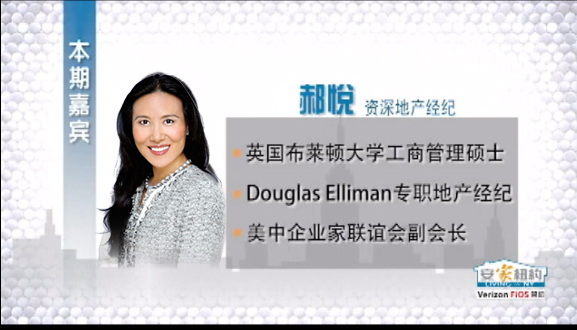 本期嘉宾
郝悦 资深地产经纪
英国布莱顿大学工商管理硕士
Douglas Elliman专职地产经纪
美中企业家联谊会副会长
安家纽约
Verizon FiOS